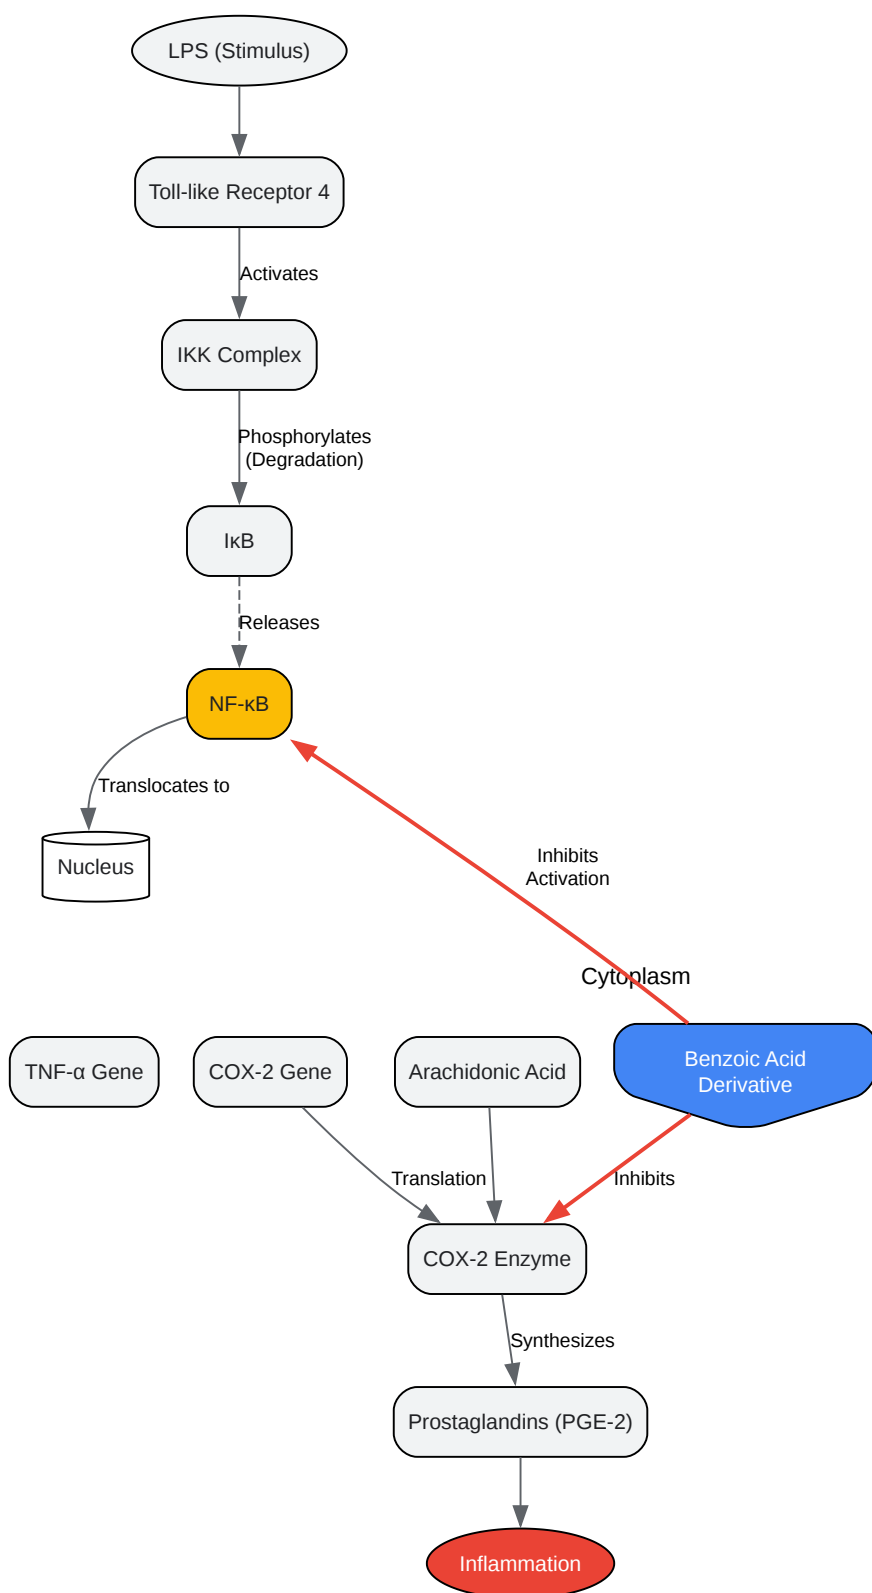 LPS (Stimulus)
Toll-like Receptor 4
Activates
IKK Complex
Phosphorylates
(Degradation)
IκB
Releases
NF-κB
Translocates to
Nucleus
Inhibits
Activation
Cytoplasm
TNF-α Gene
COX-2 Gene
Arachidonic Acid
Benzoic Acid
Derivative
Translation
Inhibits
COX-2 Enzyme
Synthesizes
Prostaglandins (PGE-2)
Inflammation